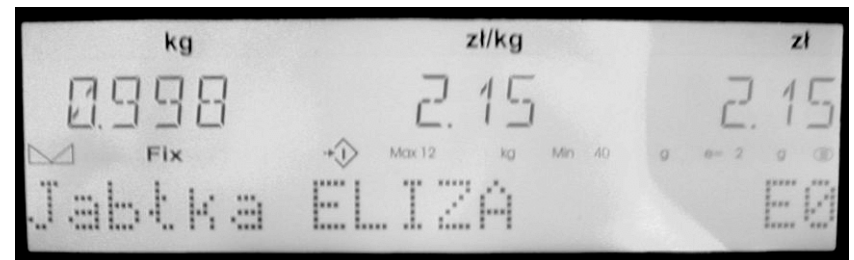 kg zł/kg zł
0.998 2.15 2.15
Fix Max 12 kg Min 40 g e= 2 g
Jabłka ELIZA E0